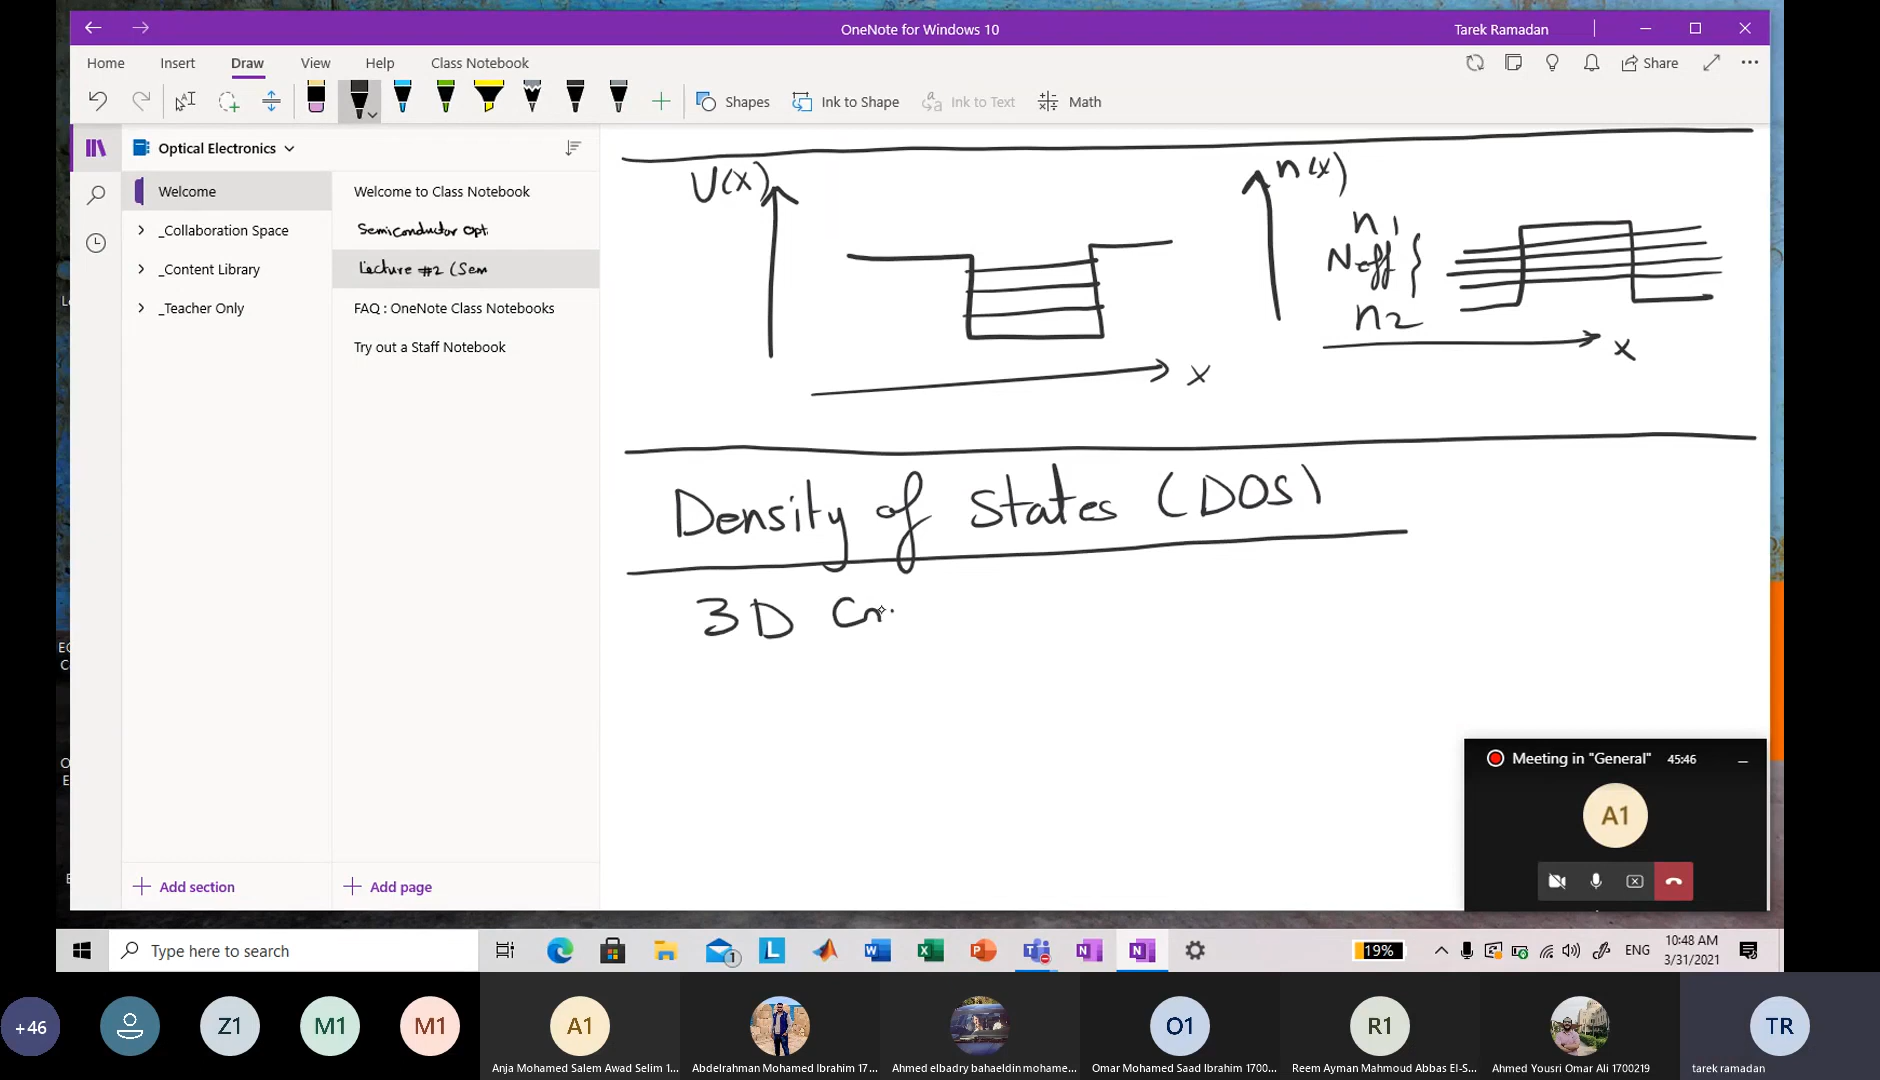 OneNote for Windows 10
Tarek Ramadan
Home Insert Draw View Help Class Notebook
Share
Shapes Ink to Shape Ink to Text Math
Optical Electronics
Welcome
_Collaboration Space
_Content Library
_Teacher Only
Welcome to Class Notebook
Semiconductor Opt
Lecture #2 (Sem
FAQ : OneNote Class Notebooks
Try out a Staff Notebook
Add section
Add page
U(x)
x
n(x)
n1
Neff
n2
x
Density of States (DOS)
3D Cr
Meeting in "General" 45:46
A1
Type here to search
1
L
19%
ENG
10:48 AM
3/31/2021
+46
Z1
M1
M1
A1
O1
R1
TR
Anja Mohamed Salem Awad Selim 1...
Abdelrahman Mohamed Ibrahim 17...
Ahmed elbadry bahaeldin mohame...
Omar Mohamed Saad Ibrahim 1700...
Reem Ayman Mahmoud Abbas El-S...
Ahmed Yousri Omar Ali 1700219
tarek ramadan